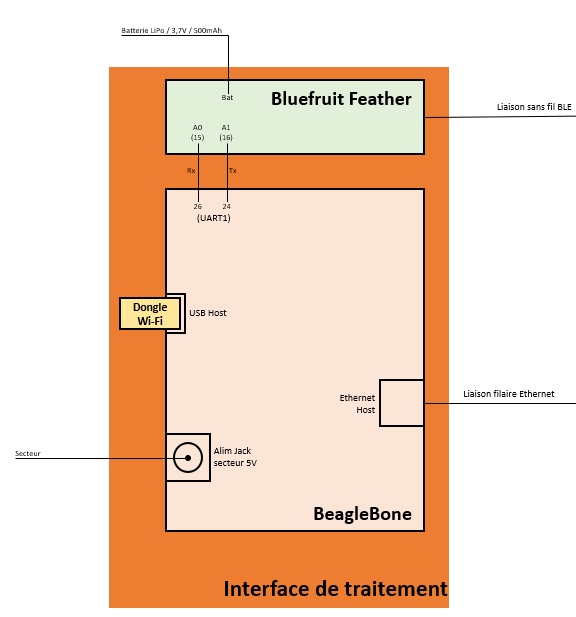 Batterie LiPo / 3,7V / 500mAh
Bat
Bluefruit Feather
Liaison sans fil BLE
A0 A1
(15) (16)
Rx Tx
26 24
(UART1)
Dongle
Wi-Fi
USB Host
Liaison filaire Ethernet
Ethernet
Host
Secteur
Alim Jack
secteur 5V
BeagleBone
Interface de traitement